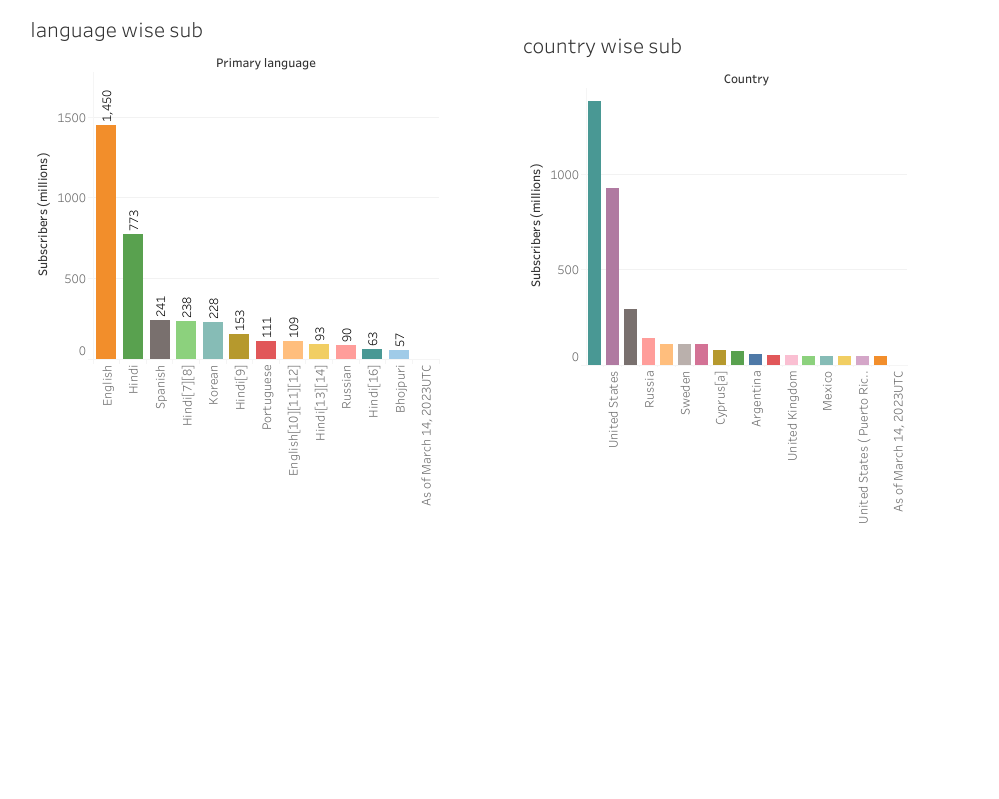 language wise sub
Primary language
Subscribers (millions)
1500
1000
500
0
1,450
773
241
238
228
153
111
109
93
90
63
57
English
Hindi
Spanish
Hindi[7][8]
Korean
Hindi[9]
Portuguese
English[10][11][12]
Hindi[13][14]
Russian
Hindi[16]
Bhojpuri
As of March 14, 2023UTC
country wise sub
Country
Subscribers (millions)
1000
500
0
United States
Russia
Sweden
Cyprus[a]
Argentina
United Kingdom
Mexico
United States ( Puerto Ric..
As of March 14, 2023UTC